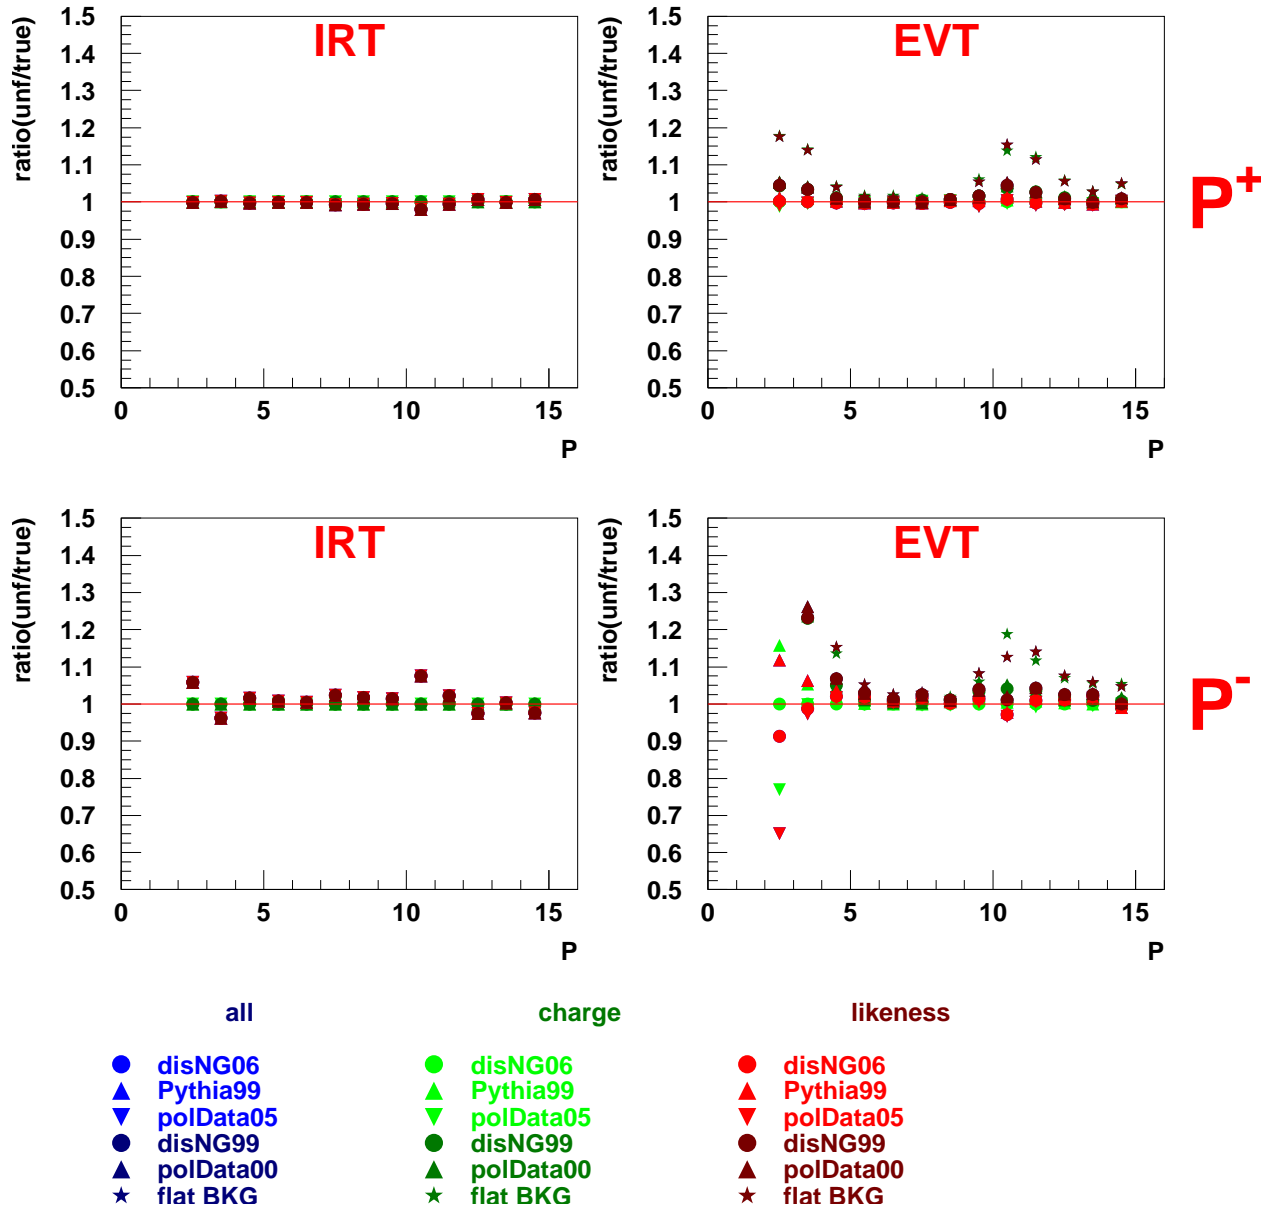 IRT
ratio(unf/true)
1.5
1.4
1.3
1.2
1.1
1
0.9
0.8
0.7
0.6
0.5
0 5 10 15
P
EVT
ratio(unf/true)
1.5
1.4
1.3
1.2
1.1
1
0.9
0.8
0.7
0.6
0.5
0 5 10 15
P
P+
IRT
ratio(unf/true)
1.5
1.4
1.3
1.2
1.1
1
0.9
0.8
0.7
0.6
0.5
0 5 10 15
P
EVT
ratio(unf/true)
1.5
1.4
1.3
1.2
1.1
1
0.9
0.8
0.7
0.6
0.5
0 5 10 15
P
P-
all
disNG06
Pythia99
polData05
disNG99
polData00
flat BKG
charge
disNG06
Pythia99
polData05
disNG99
polData00
flat BKG
likeness
disNG06
Pythia99
polData05
disNG99
polData00
flat BKG